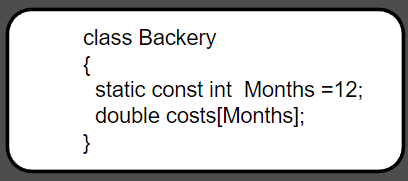 class Backery
{
static const int  Months =12;
double costs[Months];
}